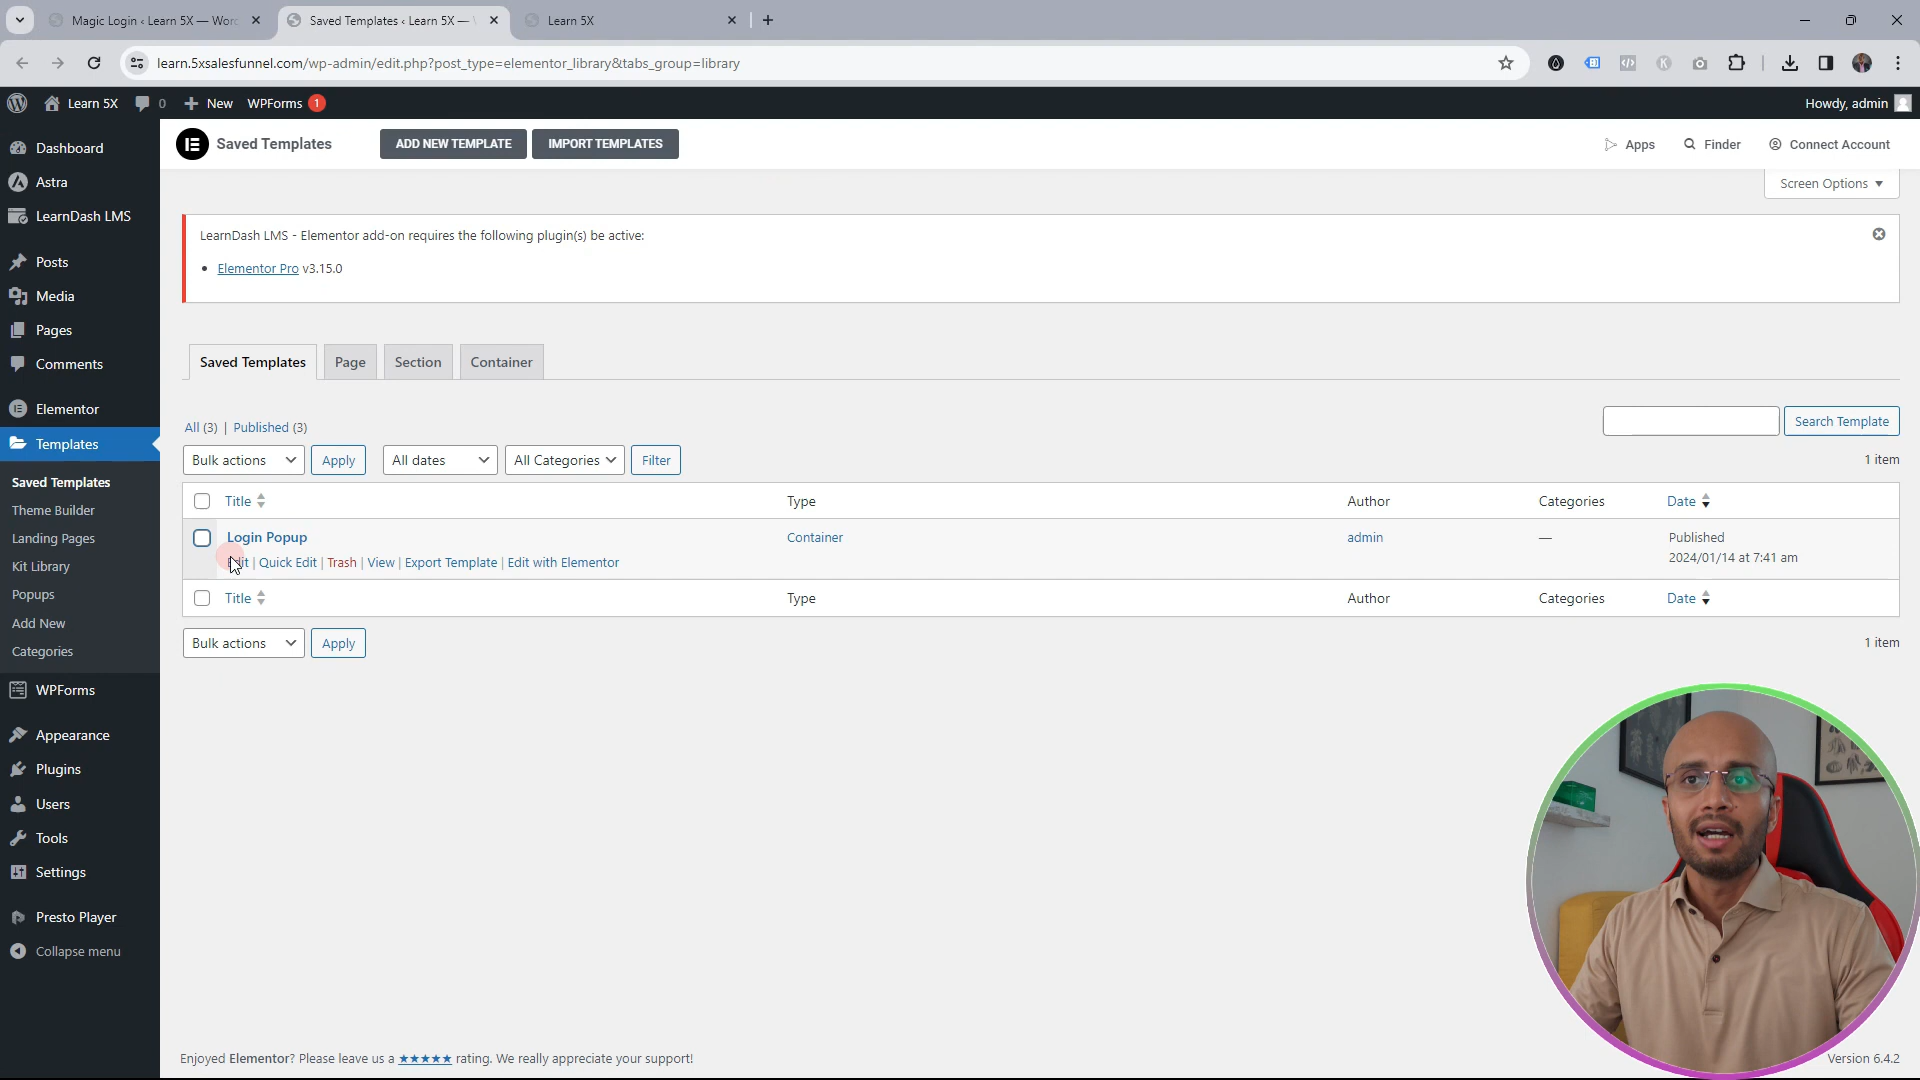 Magic Login ‹ Learn 5X — Wor
Saved Templates ‹ Learn 5X —
Learn 5X
learn.5xsalesfunnel.com/wp-admin/edit.php?post_type=elementor_library&tabs_group=library
Learn 5X 0 New WPForms 1
Howdy, admin
Dashboard
Astra
LearnDash LMS
Posts
Media
Pages
Comments
Elementor
Templates
Saved Templates
Theme Builder
Landing Pages
Kit Library
Popups
Add New
Categories
WPForms
Appearance
Plugins
Users
Tools
Settings
Presto Player
Collapse menu
Saved Templates
ADD NEW TEMPLATE
IMPORT TEMPLATES
Apps
Finder
Connect Account
Screen Options
LearnDash LMS - Elementor add-on requires the following plugin(s) be active:
• Elementor Pro v3.15.0
Saved Templates
Page
Section
Container
All (3) | Published (3)
Search Template
Bulk actions Apply All dates All Categories Filter
1 item
Title Type Author Categories Date
Login Popup Container admin — Published
2024/01/14 at 7:41 am
Edit | Quick Edit | Trash | View | Export Template | Edit with Elementor
Title Type Author Categories Date
Bulk actions Apply
1 item
Enjoyed Elementor? Please leave us a ★★★★★ rating. We really appreciate your support!
Version 6.4.2